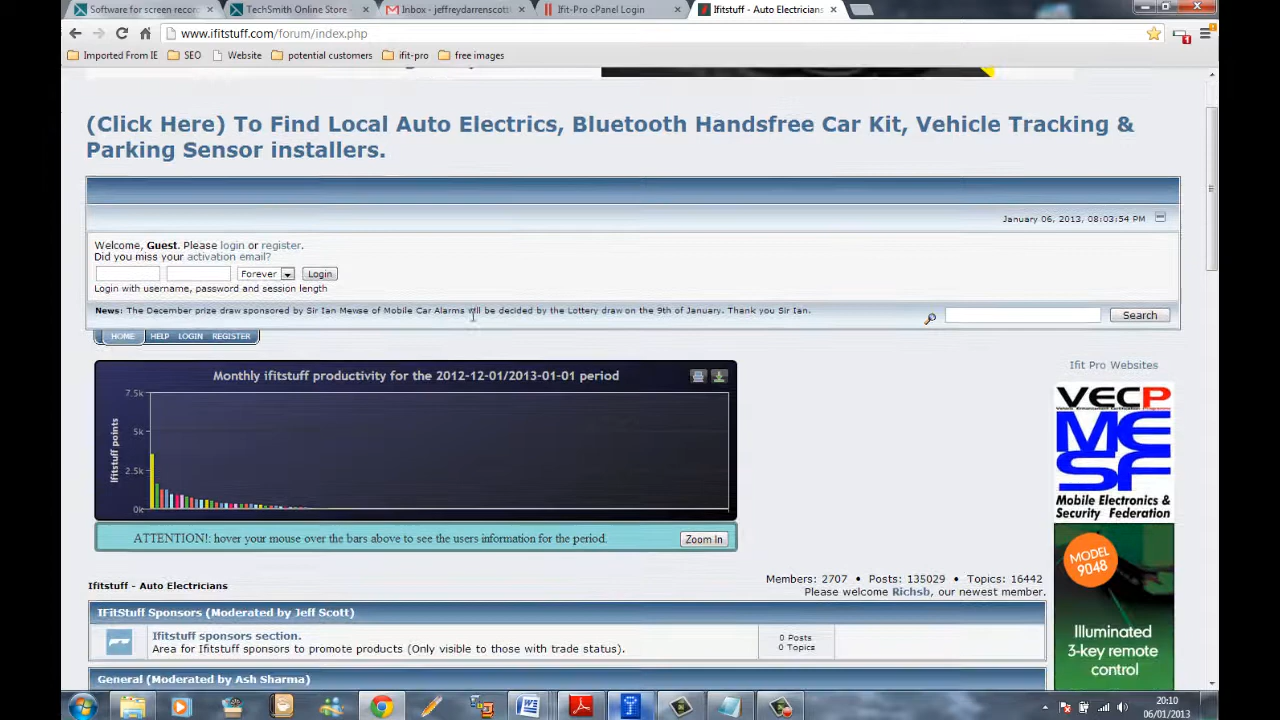 Software for screen record
TechSmith Online Store -
Inbox - jeffreydarrenscott
Ifit-Pro cPanel Login
Ifitstuff - Auto Electricians
www.ifitstuff.com/forum/index.php
1
Imported From IE
SEO
Website
potential customers
ifit-pro
free images
(Click Here) To Find Local Auto Electrics, Bluetooth Handsfree Car Kit, Vehicle Tracking &
Parking Sensor installers.
January 06, 2013, 08:03:54 PM
Welcome, Guest. Please login or register.
Did you miss your activation email?
Forever
Login
Login with username, password and session length
News: The December prize draw sponsored by Sir Ian Mewse of Mobile Car Alarms will be decided by the Lottery draw on the 9th of January. Thank you Sir Ian.
Search
HOME HELP LOGIN REGISTER
Monthly ifitstuff productivity for the 2012-12-01/2013-01-01 period
Ifitstuff points
7.5k
5k
2.5k
0k
ATTENTION!: hover your mouse over the bars above to see the users information for the period.
Zoom In
Ifit Pro Websites
VECP
Vehicle Enhancement Certification Programme
MESF
Mobile Electronics &
Security Federation
MODEL
9048
Illuminated
3-key remote
control
Ifitstuff - Auto Electricians
Members: 2707 • Posts: 135029 • Topics: 16442
Please welcome Richsb, our newest member.
IFitStuff Sponsors (Moderated by Jeff Scott)
Ifitstuff sponsors section.
Area for Ifitstuff sponsors to promote products (Only visible to those with trade status).
0 Posts
0 Topics
General (Moderated by Ash Sharma)
20:10
06/01/2013